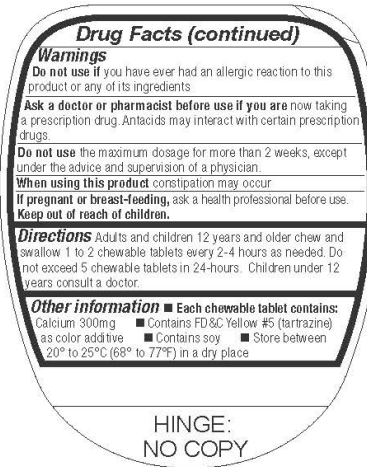 Drug Facts (continued)
Warnings
Do not use if you have ever had an allergic reaction to this
product or any of its ingredients
Ask a doctor or pharmacist before use if you are now taking
a prescription drug. Antacids may interact with certain prescription
drugs.
Do not use the maximum dosage for more than 2 weeks, except
under the advice and supervision of a physician.
When using this product constipation may occur
If pregnant or breast-feeding, ask a health professional before use.
Keep out of reach of children.
Directions Adults and children 12 years and older chew and
swallow 1 to 2 chewable tablets every 2-4 hours as needed. Do
not exceed 5 chewable tablets in 24-hours. Children under 12
years consult a doctor.
Other information ■ Each chewable tablet contains:
Calcium 300mg ■ Contains FD&C Yellow #5 (tartrazine)
as color additive ■ Contains soy ■ Store between
20° to 25°C (68° to 77°F) in a dry place
HINGE:
NO COPY